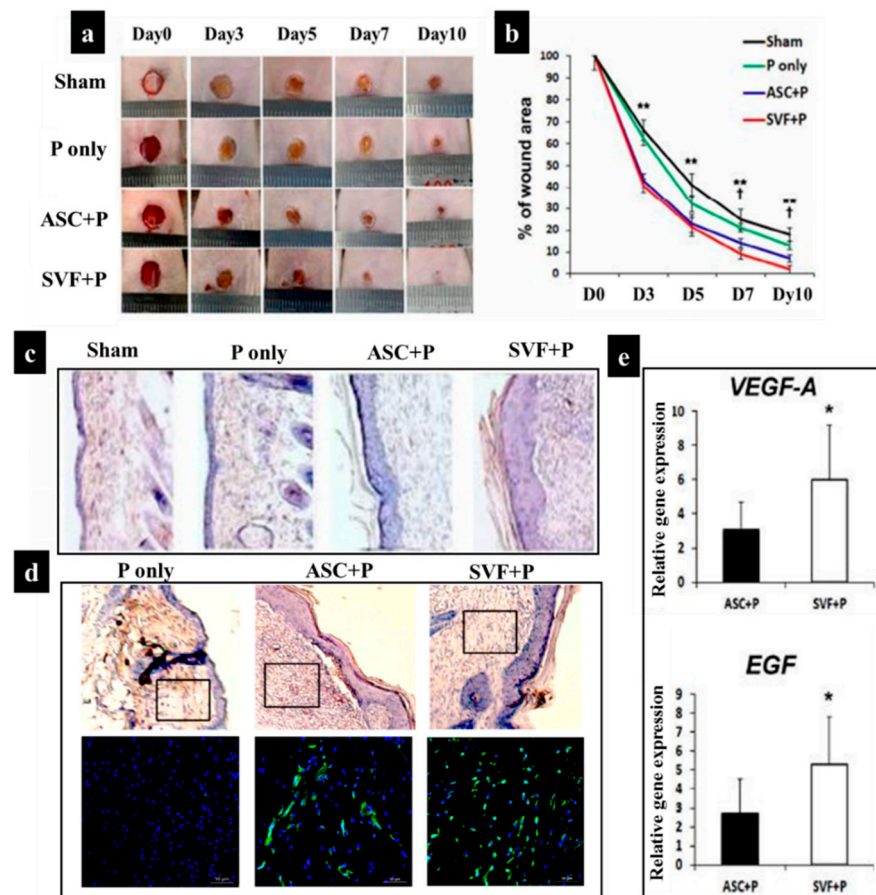 a
Day0 Day3 Day5 Day7 Day10
Sham
P only
ASC+P
SVF+P
b
Sham
P only
ASC+P
SVF+P
% of wound area
100
90
80
70
60
50
40
30
20
10
0
**
**
**
†
**
†
D0 D3 D5 D7 Dy10
c
Sham P only ASC+P SVF+P
d
P only ASC+P SVF+P
e
VEGF-A
Relative gene expression
10
8
6
4
2
0
*
ASC+P SVF+P
EGF
Relative gene expression
9
8
7
6
5
4
3
2
1
0
*
ASC+P SVF+P